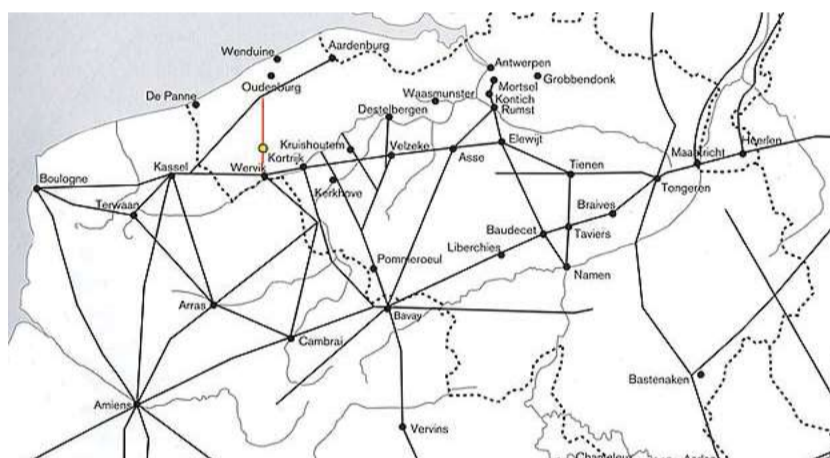 Wenduine
Aardenburg
Oudenburg
De Panne
Antwerpen
Mortsel
Grobbendonk
Kontich
Rumst
Waasmunster
Destelbergen
Kruishoutem
Velzeke
Asse
Elewijt
Kortrijk
Wervik
Kassel
Kerkhove
Boulogne
Terwaan
Tienen
Maastricht
Heerlen
Tongeren
Braives
Baudecet
Taviers
Liberchies
Namen
Pommeroeul
Arras
Bavay
Cambrai
Bastenaken
Amiens
Vervins